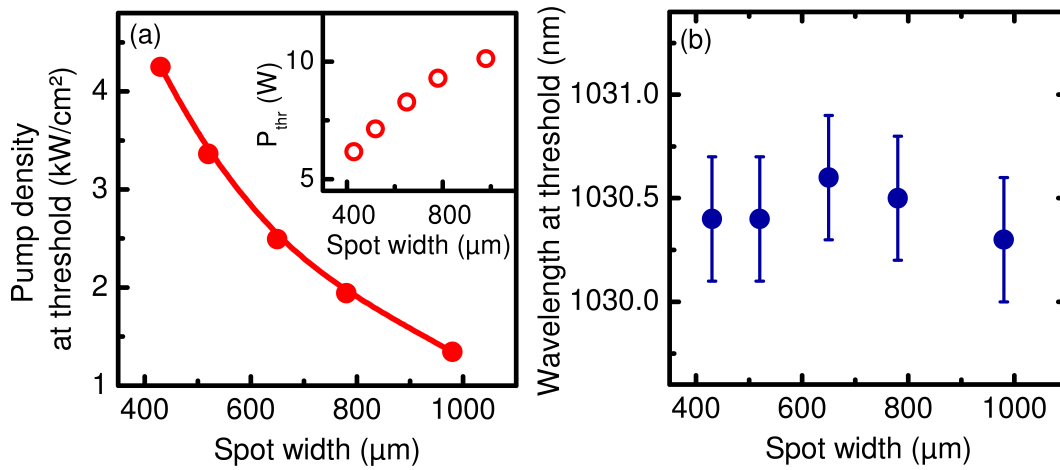 (a)
Pump density
at threshold (kW/cm²)
4
3
2
1
400
600
800
1000
Spot width (µm)
P_thr (W)
10
5
400
800
Spot width (µm)
(b)
Wavelength at threshold (nm)
1031.0
1030.5
1030.0
400
600
800
1000
Spot width (µm)